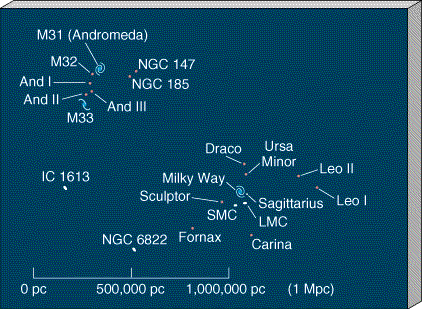 M31 (Andromeda)
M32
NGC 147
And I
NGC 185
And II
And III
M33
Draco
Ursa
Minor
Leo II
IC 1613
Milky Way
Sculptor
Sagittarius
Leo I
SMC
LMC
NGC 6822
Fornax
Carina
0 pc
500,000 pc
1,000,000 pc
(1 Mpc)